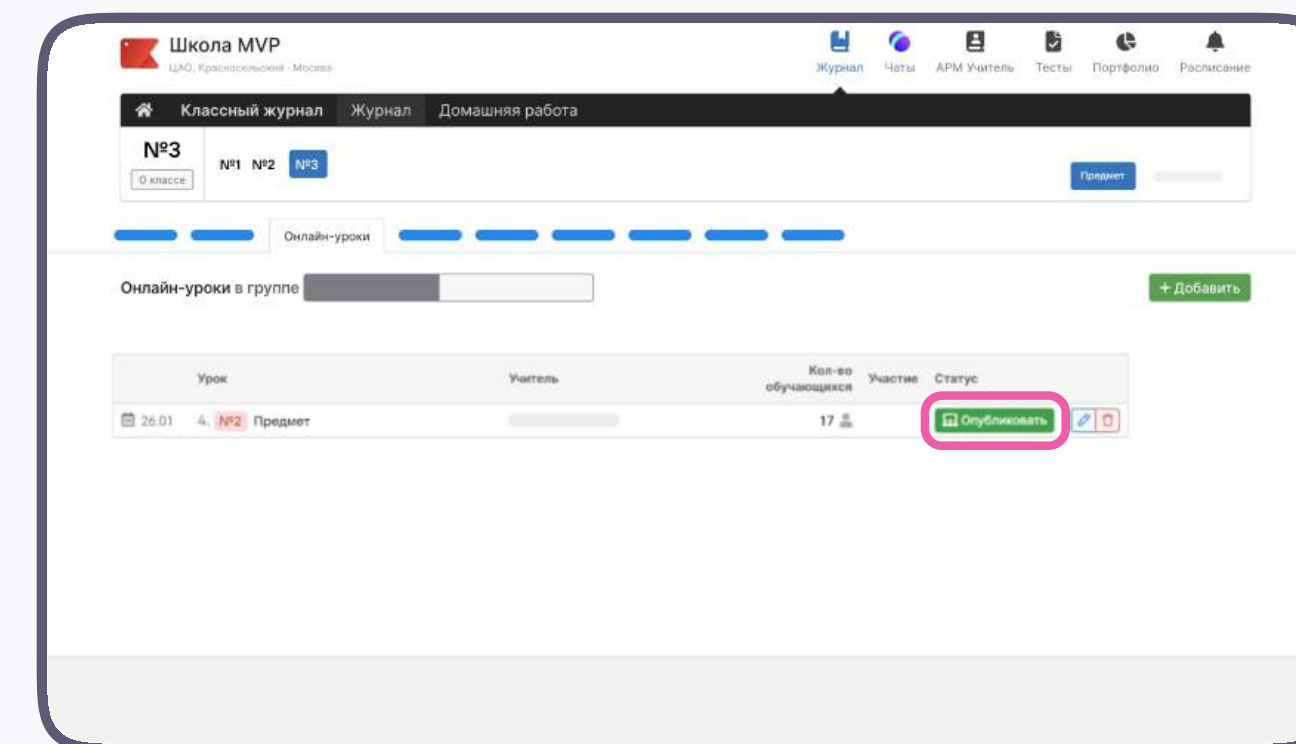 Школа MVP
ЦАО, Красносельский - Москва
Журнал Чаты АРМ Учитель Тесты Портфолио Расписание
Классный журнал Журнал Домашняя работа
№3
0 классе
№1 №2 №3
Предмет
Онлайн-уроки
Онлайн-уроки в группе
+ Добавить
Урок Учитель Кол-во обучающихся Участие Статус
26.01 4. №2 Предмет 17 Опубликовать